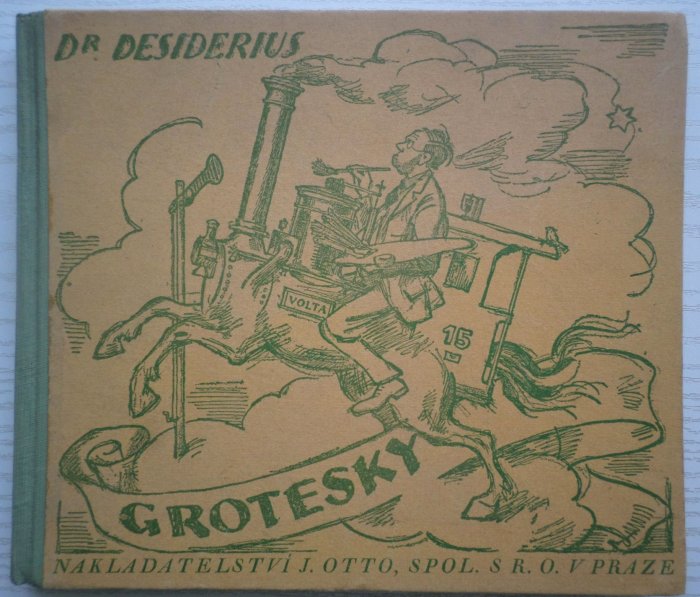 DR DESIDERIUS
VOLTA
15
GROTESKY
NAKLADATELSTVÍ J. OTTO, SPOL. S R. O. V PRAZE